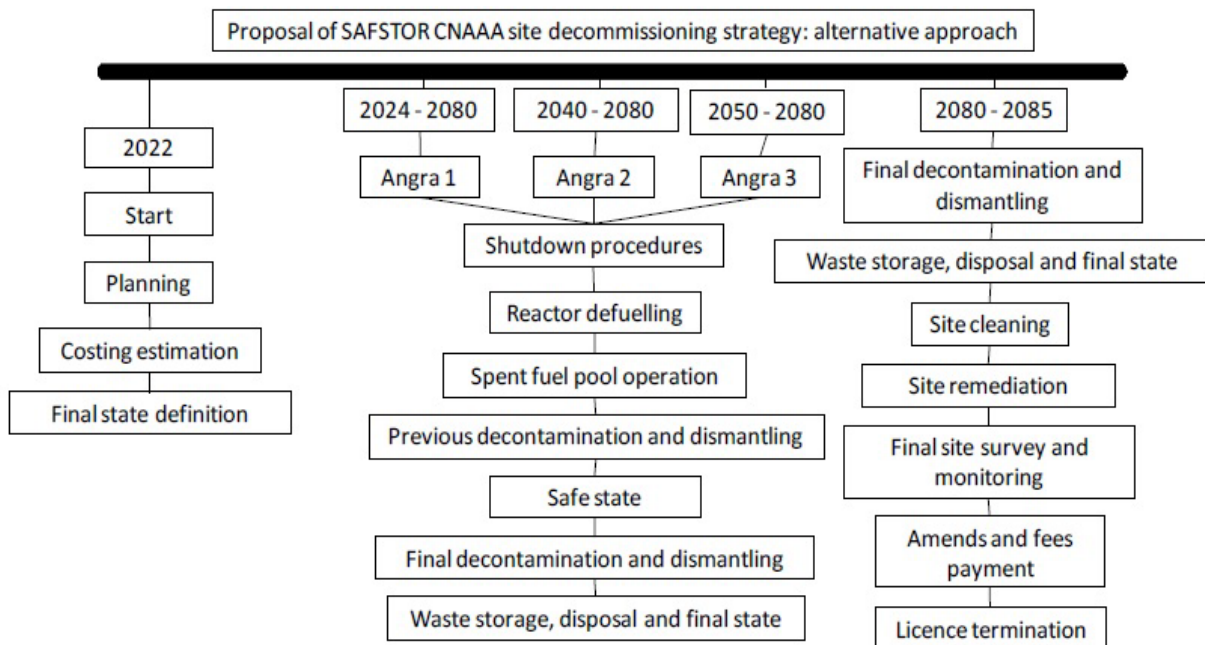 Proposal of SAFSTOR CNAAA site decommissioning strategy: alternative approach
2022
Start
Planning
Costing estimation
Final state definition
2024 - 2080
2040 - 2080
2050 - 2080
Angra 1
Angra 2
Angra 3
Shutdown procedures
Reactor defuelling
Spent fuel pool operation
Previous decontamination and dismantling
Safe state
Final decontamination and dismantling
Waste storage, disposal and final state
2080 - 2085
Final decontamination and
dismantling
Waste storage, disposal and final state
Site cleaning
Site remediation
Final site survey and
monitoring
Amends and fees
payment
Licence termination